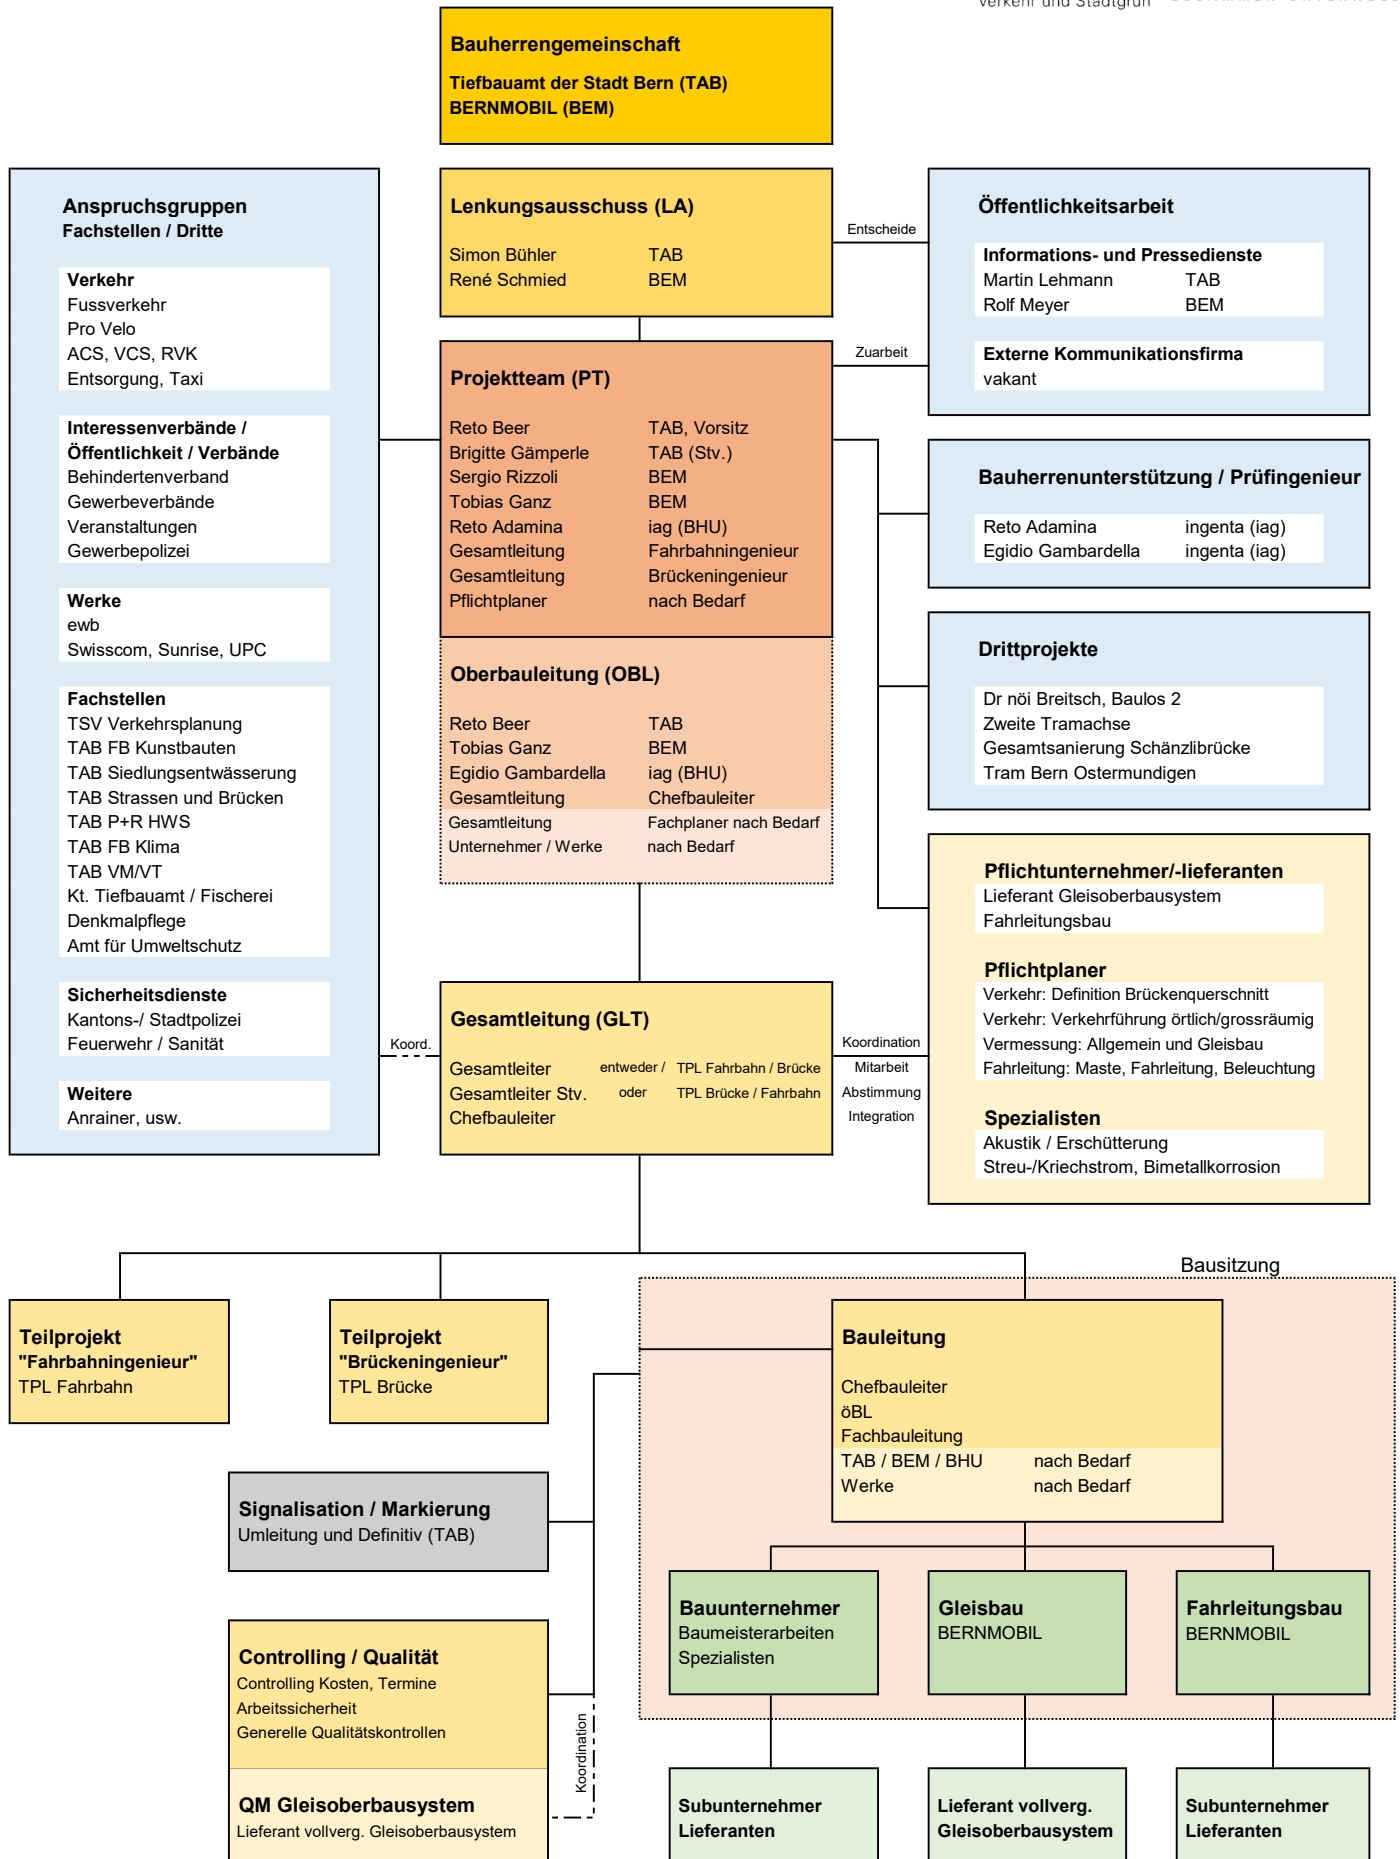 Verkehr und Stadtgrün
Bauherrengemeinschaft
Tiefbauamt der Stadt Bern (TAB)
BERNMOBIL (BEM)
Anspruchsgruppen
Fachstellen / Dritte
Verkehr
Fussverkehr
Pro Velo
ACS, VCS, RVK
Entsorgung, Taxi
Interessenverbände /
Öffentlichkeit / Verbände
Behindertenverband
Gewerbeverbände
Veranstaltungen
Gewerbepolizei
Werke
ewb
Swisscom, Sunrise, UPC
Fachstellen
TSV Verkehrsplanung
TAB FB Kunstbauten
TAB Siedlungsentwässerung
TAB Strassen und Brücken
TAB P+R HWS
TAB FB Klima
TAB VM/VT
Kt. Tiefbauamt / Fischerei
Denkmalpflege
Amt für Umweltschutz
Sicherheitsdienste
Kantons-/ Stadtpolizei
Feuerwehr / Sanität
Weitere
Anrainer, usw.
Lenkungsausschuss (LA)
Simon Bühler TAB
René Schmied BEM
Entscheide
Zuarbeit
Projektteam (PT)
Reto Beer TAB, Vorsitz
Brigitte Gämperle TAB (Stv.)
Sergio Rizzoli BEM
Tobias Ganz BEM
Reto Adamina iag (BHU)
Gesamtleitung Fahrbahningenieur
Gesamtleitung Brückeningenieur
Pflichtplaner nach Bedarf
Oberbauleitung (OBL)
Reto Beer TAB
Tobias Ganz BEM
Egidio Gambardella iag (BHU)
Gesamtleitung Chefbauleiter
Gesamtleitung Fachplaner nach Bedarf
Unternehmer / Werke nach Bedarf
Koord.
Gesamtleitung (GLT)
Gesamtleiter entweder / TPL Fahrbahn / Brücke
Gesamtleiter Stv. oder TPL Brücke / Fahrbahn
Chefbauleiter
Koordination
Mitarbeit
Abstimmung
Integration
Öffentlichkeitsarbeit
Informations- und Pressedienste
Martin Lehmann TAB
Rolf Meyer BEM
Externe Kommunikationsfirma
vakant
Bauherrenunterstützung / Prüfingenieur
Reto Adamina ingenta (iag)
Egidio Gambardella ingenta (iag)
Drittprojekte
Dr nöi Breitsch, Baulos 2
Zweite Tramachse
Gesamtsanierung Schänzlibrücke
Tram Bern Ostermundigen
Pflichtunternehmer/-lieferanten
Lieferant Gleisoberbausystem
Fahrleitungsbau
Pflichtplaner
Verkehr: Definition Brückenquerschnitt
Verkehr: Verkehrführung örtlich/grossräumig
Vermessung: Allgemein und Gleisbau
Fahrleitung: Maste, Fahrleitung, Beleuchtung
Spezialisten
Akustik / Erschütterung
Streu-/Kriechstrom, Bimetallkorrosion
Teilprojekt
"Fahrbahningenieur"
TPL Fahrbahn
Teilprojekt
"Brückeningenieur"
TPL Brücke
Bausitzung
Bauleitung
Chefbauleiter
öBL
Fachbauleitung
TAB / BEM / BHU nach Bedarf
Werke nach Bedarf
Signalisation / Markierung
Umleitung und Definitiv (TAB)
Controlling / Qualität
Controlling Kosten, Termine
Arbeitssicherheit
Generelle Qualitätskontrollen
Koordination
QM Gleisoberbausystem
Lieferant vollverg. Gleisoberbausystem
Bauunternehmer
Baumeisterarbeiten
Spezialisten
Gleisbau
BERNMOBIL
Fahrleitungsbau
BERNMOBIL
Subunternehmer
Lieferanten
Lieferant vollverg.
Gleisoberbausystem
Subunternehmer
Lieferanten